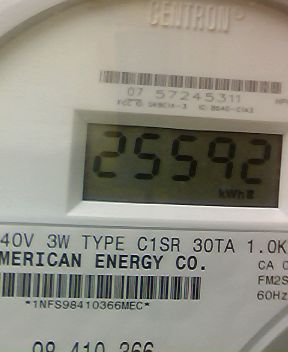 CENTRON
07 57245311
25592
kWh
40V 3W TYPE C1SR 30TA 1.0K
MERICAN ENERGY CO.
CA 0
FM2S
*1NFS98410366MEC*
60Hz
98 410 366